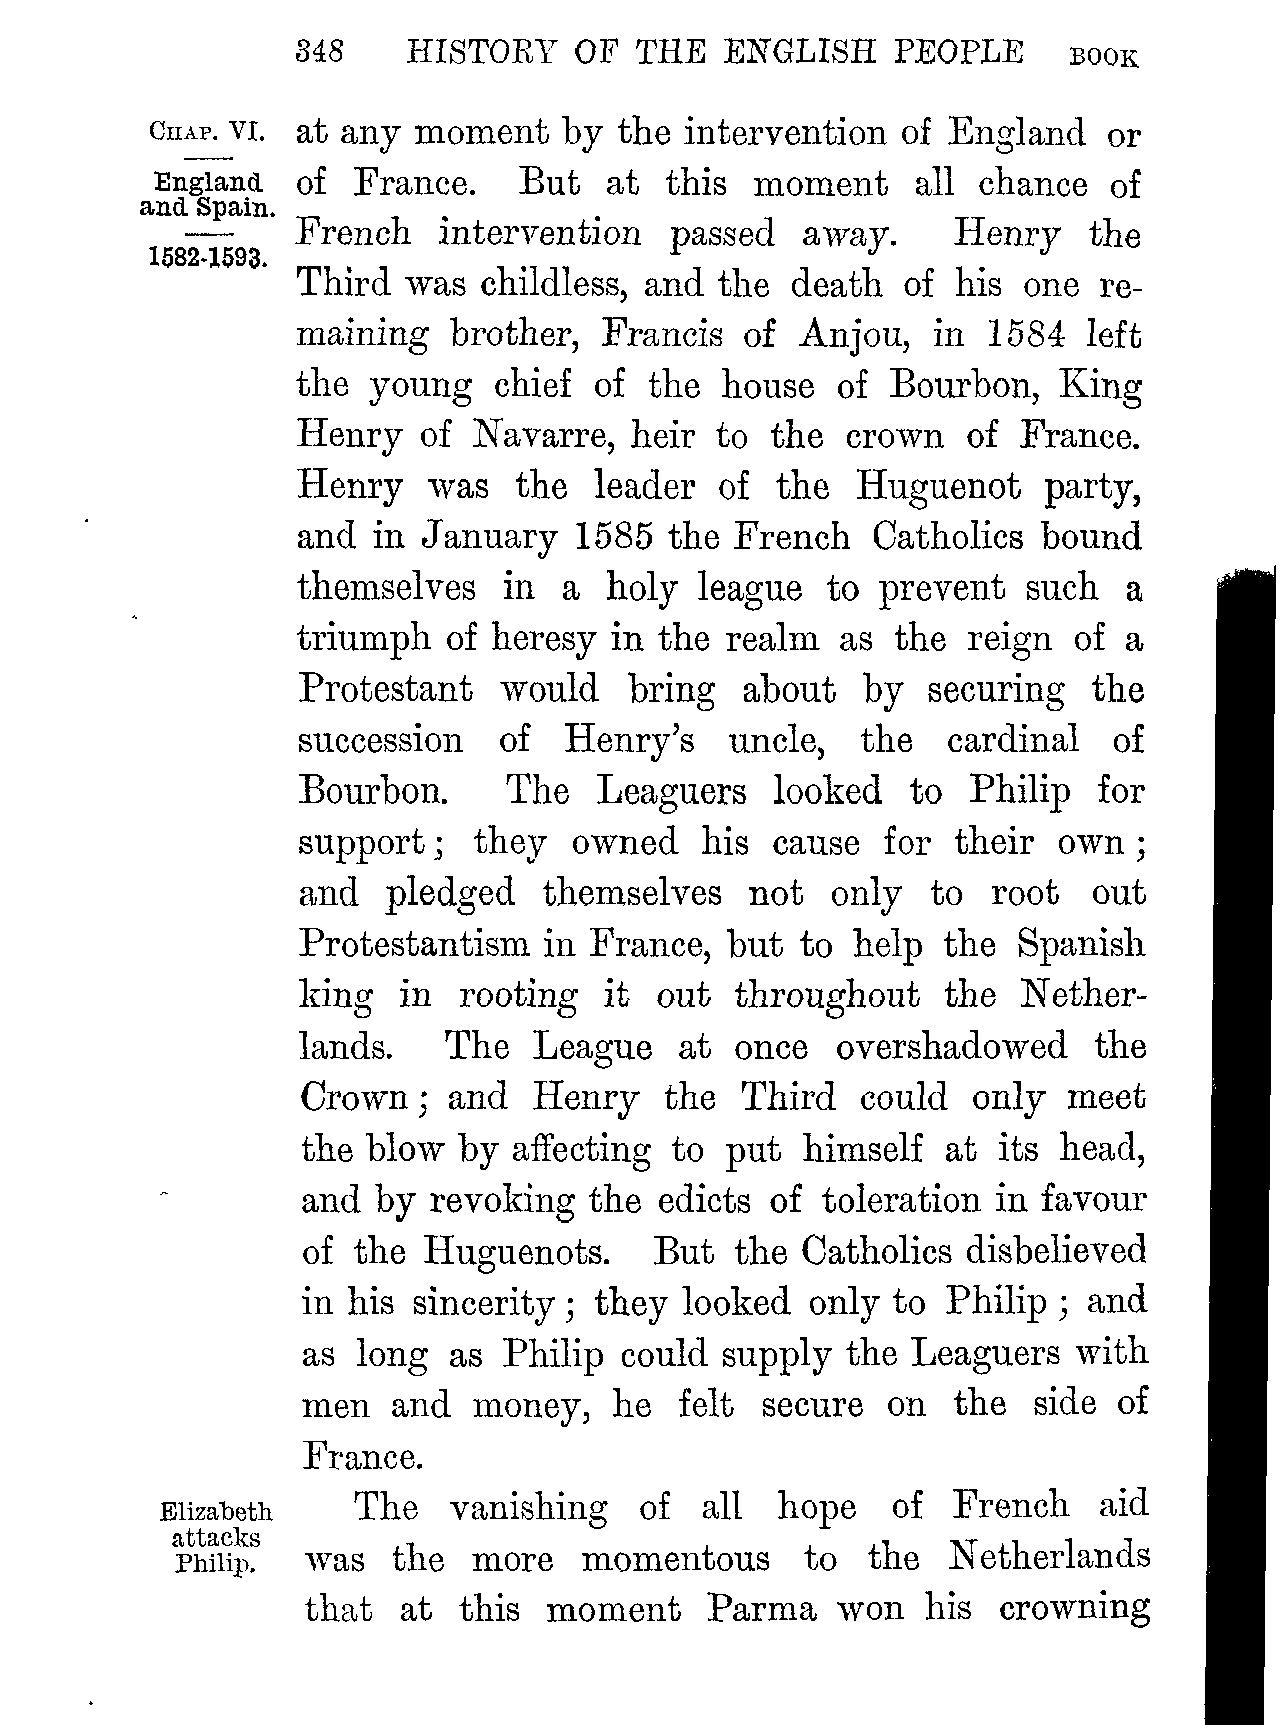 348 HISTORY OF THE ENGLISH PEOPLE BOOK
CHAP. VI.
England
and Spain.
1582-1593.
at any moment by the intervention of England or
of France. But at this moment all chance of
French intervention passed away. Henry the
Third was childless, and the death of his one re-
maining brother, Francis of Anjou, in 1584 left
the young chief of the house of Bourbon, King
Henry of Navarre, heir to the crown of France.
Henry was the leader of the Huguenot party,
and in January 1585 the French Catholics bound
themselves in a holy league to prevent such a
triumph of heresy in the realm as the reign of a
Protestant would bring about by securing the
succession of Henry's uncle, the cardinal of
Bourbon. The Leaguers looked to Philip for
support; they owned his cause for their own;
and pledged themselves not only to root out
Protestantism in France, but to help the Spanish
king in rooting it out throughout the Nether-
lands. The League at once overshadowed the
Crown; and Henry the Third could only meet
the blow by affecting to put himself at its head,
and by revoking the edicts of toleration in favour
of the Huguenots. But the Catholics disbelieved
in his sincerity; they looked only to Philip; and
as long as Philip could supply the Leaguers with
men and money, he felt secure on the side of
France.
Elizabeth
attacks
Philip.
The vanishing of all hope of French aid
was the more momentous to the Netherlands
that at this moment Parma won his crowning